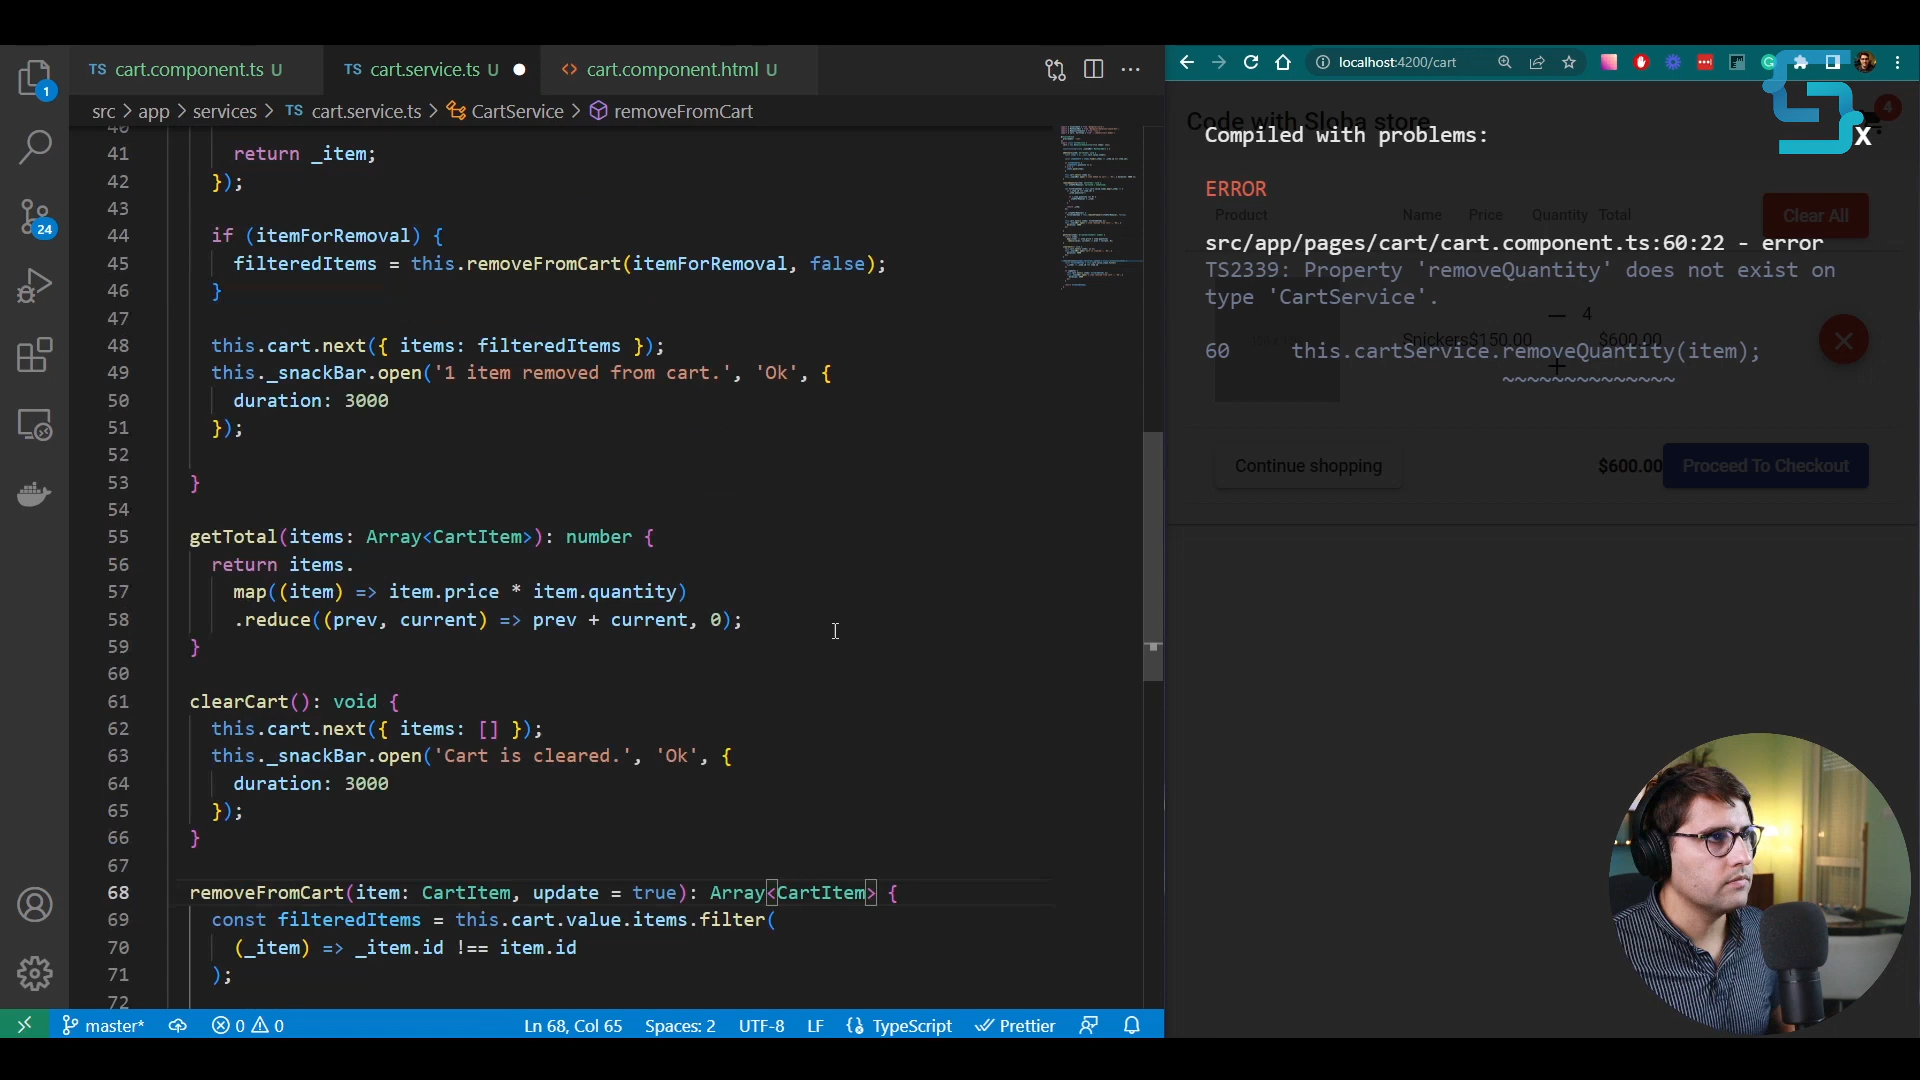 TS cart.component.ts U
TS cart.service.ts U
<> cart.component.html U
src > app > services > TS cart.service.ts > CartService > removeFromCart
1
24
40
41 return _item;
42 });
43
44 if (itemForRemoval) {
45 filteredItems = this.removeFromCart(itemForRemoval, false);
46 }
47
48 this.cart.next({ items: filteredItems });
49 this._snackBar.open('1 item removed from cart.', 'Ok', {
50 duration: 3000
51 });
52
53 }
54
55 getTotal(items: Array<CartItem>): number {
56 return items.
57 map((item) => item.price * item.quantity)
58 .reduce((prev, current) => prev + current, 0);
59 }
60
61 clearCart(): void {
62 this.cart.next({ items: [] });
63 this._snackBar.open('Cart is cleared.', 'Ok', {
64 duration: 3000
65 });
66 }
67
68 removeFromCart(item: CartItem, update = true): Array<CartItem> {
69 const filteredItems = this.cart.value.items.filter(
70 (_item) => _item.id !== item.id
71 );
72
master* 0 0 Ln 68, Col 65 Spaces: 2 UTF-8 LF {} TypeScript Prettier
localhost:4200/cart
Code with Sloba store
4
Compiled with problems:
X
ERROR
Product Name Price Quantity Total
Clear All
src/app/pages/cart/cart.component.ts:60:22 - error
TS2339: Property 'removeQuantity' does not exist on
type 'CartService'.
4
Snickers $150.00 $600.00
60 this.cartService.removeQuantity(item);
~~~~~~~~~~~~~~
Continue shopping $600.00 Proceed To Checkout